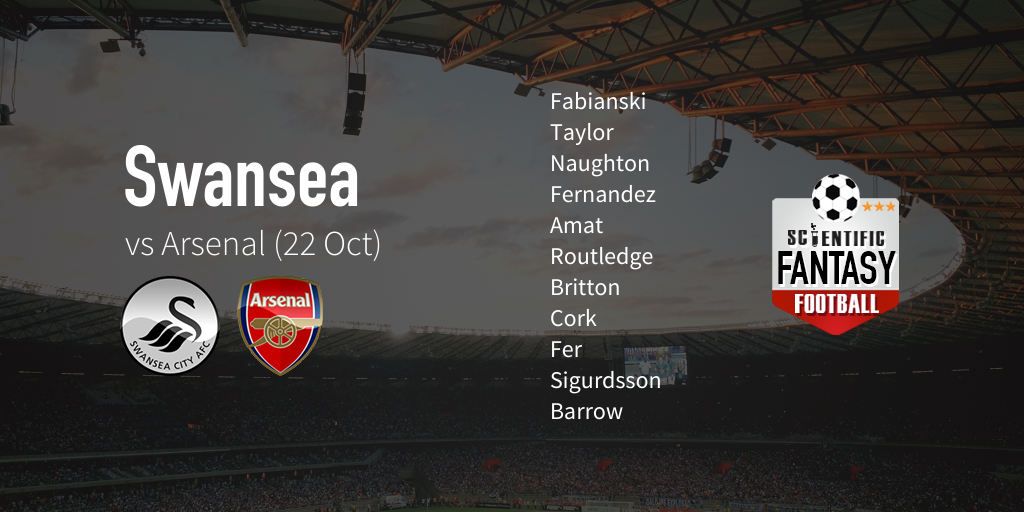 Swansea
vs Arsenal (22 Oct)
SWANSEA CITY AFC
Arsenal
Fabianski
Taylor
Naughton
Fernandez
Amat
Routledge
Britton
Cork
Fer
Sigurdsson
Barrow
SCIENTIFIC
FANTASY
FOOTBALL